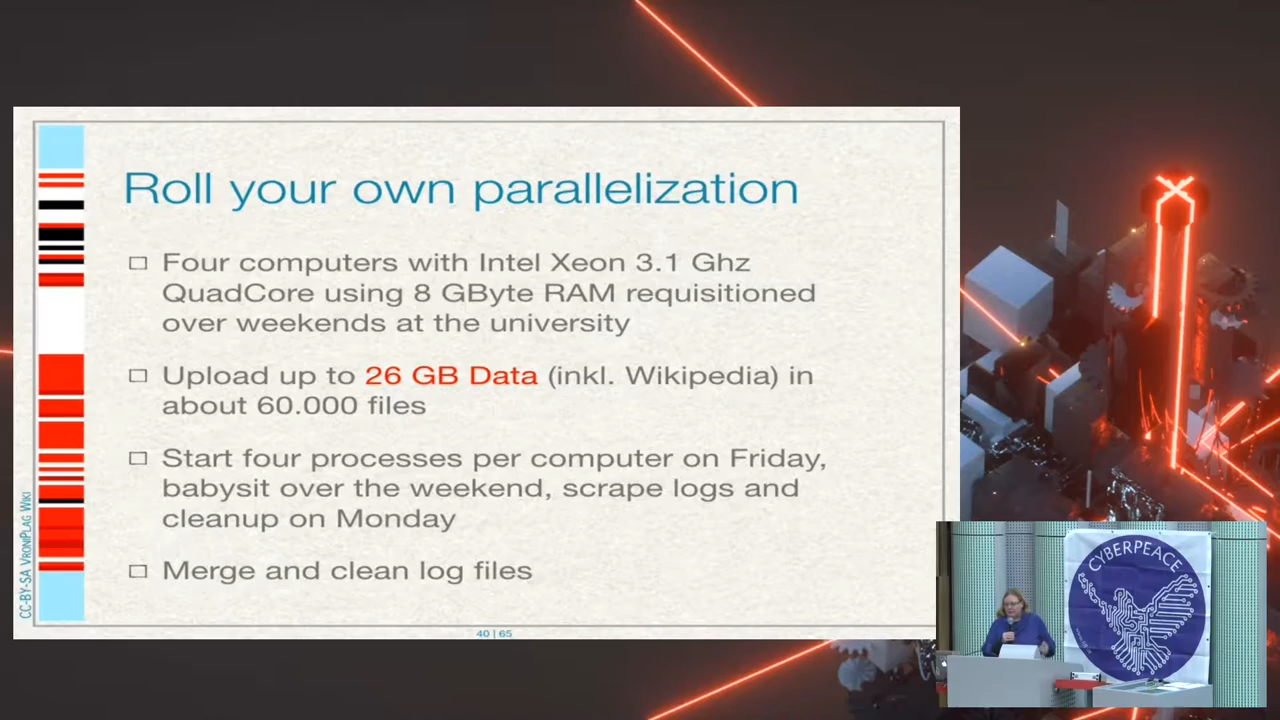 Roll your own parallelization
Four computers with Intel Xeon 3.1 Ghz
QuadCore using 8 GByte RAM requisitioned
over weekends at the university
Upload up to 26 GB Data (inkl. Wikipedia) in
about 60.000 files
Start four processes per computer on Friday,
babysit over the weekend, scrape logs and
cleanup on Monday
Merge and clean log files
CC-BY-SA VRONIPLAG WIKI
40 | 65
CYBERPEACE